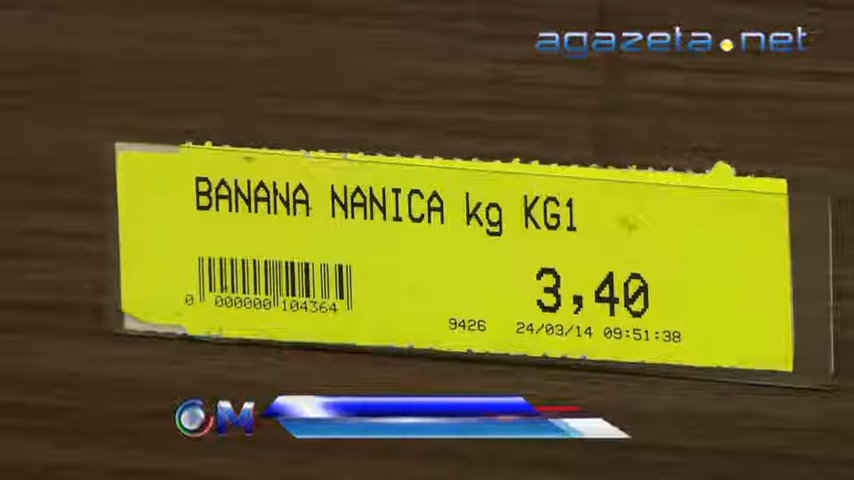 agazeta.net
BANANA NANICA kg KG1
3,40
0 000000 104364
9426 24/03/14 09:51:38
M